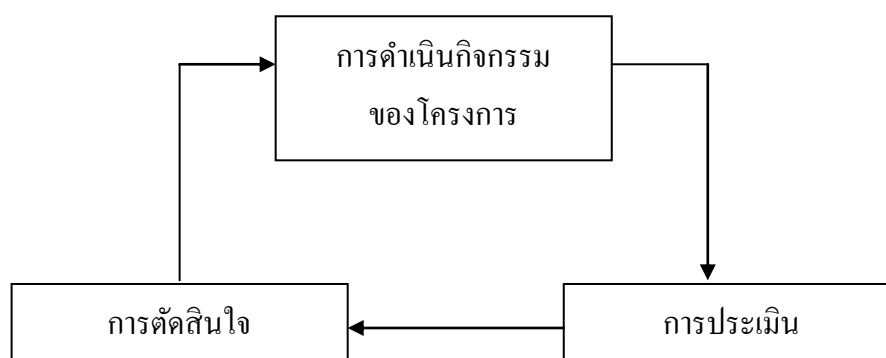 การดำเนินกิจกรรม
ของโครงการ
การตัดสินใจ
การประเมิน